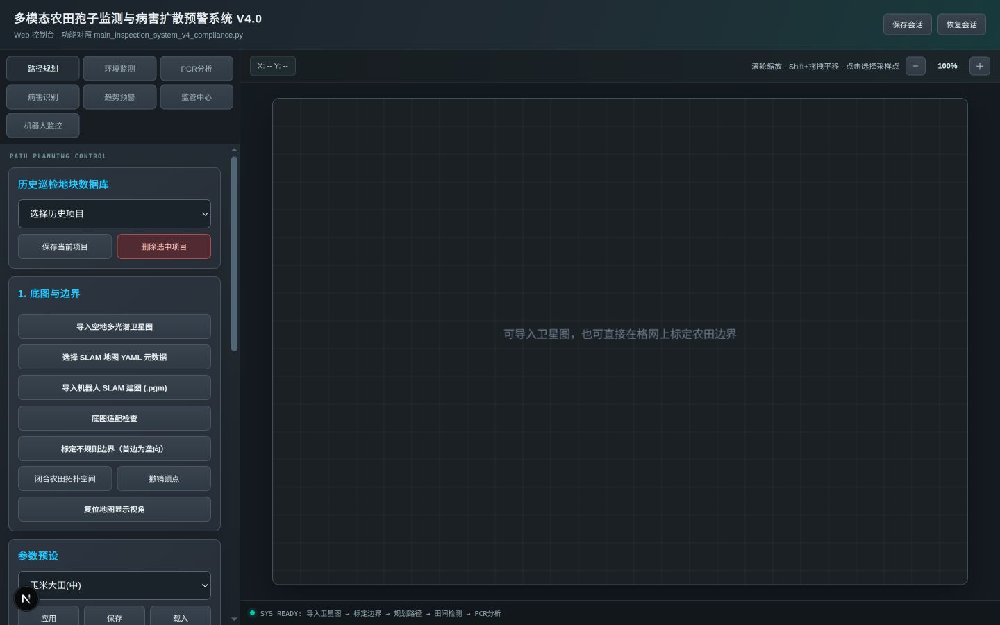 多模态农田孢子监测与病害扩散预警系统 V4.0
Web 控制台 · 功能对照 main_inspection_system_v4_compliance.py
保存会话
恢复会话
路径规划
环境监测
PCR分析
病害识别
趋势预警
监管中心
机器人监控
X: -- Y: --
滚轮缩放 · Shift+拖拽平移 · 点击选择采样点
−
100%
+
PATH PLANNING CONTROL
历史巡检地块数据库
选择历史项目
保存当前项目
删除选中项目
1. 底图与边界
导入空地多光谱卫星图
选择 SLAM 地图 YAML 元数据
导入机器人 SLAM 建图 (.pgm)
底图适配检查
标定不规则边界（首边为垄向）
闭合农田拓扑空间
撤销顶点
复位地图显示视角
参数预设
玉米大田(中)
应用
保存
载入
N
可导入卫星图，也可直接在格网上标定农田边界
SYS READY: 导入卫星图 → 标定边界 → 规划路径 → 田间检测 → PCR分析